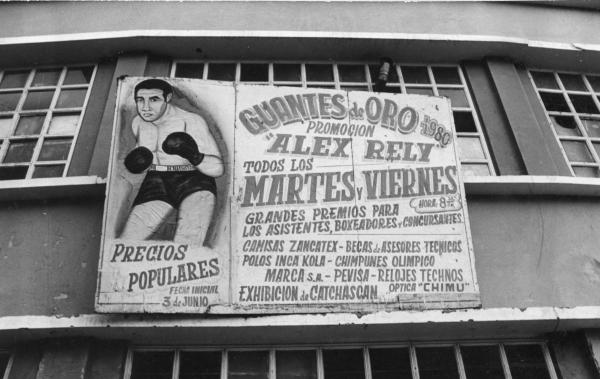 GUANTES de ORO 1980
PROMOCION
"ALEX RELY"
TODOS LOS
MARTES Y VIERNES
HORA 8
GRANDES PREMIOS PARA
LOS ASISTENTES, BOXEADORES Y CONCURSANTES
CAMISAS ZANCATEX - BECAS de ASESORES TECNICOS
POLOS INCA KOLA - CHIMPUNES OLIMPICO
MARCA S.A. - PEVISA - RELOJES TECHNOS
EXHIBICION de CATCHASCAN OPTICA "CHIMU"
PRECIOS
POPULARES
FECHA INICIAL
3 de JUNIO